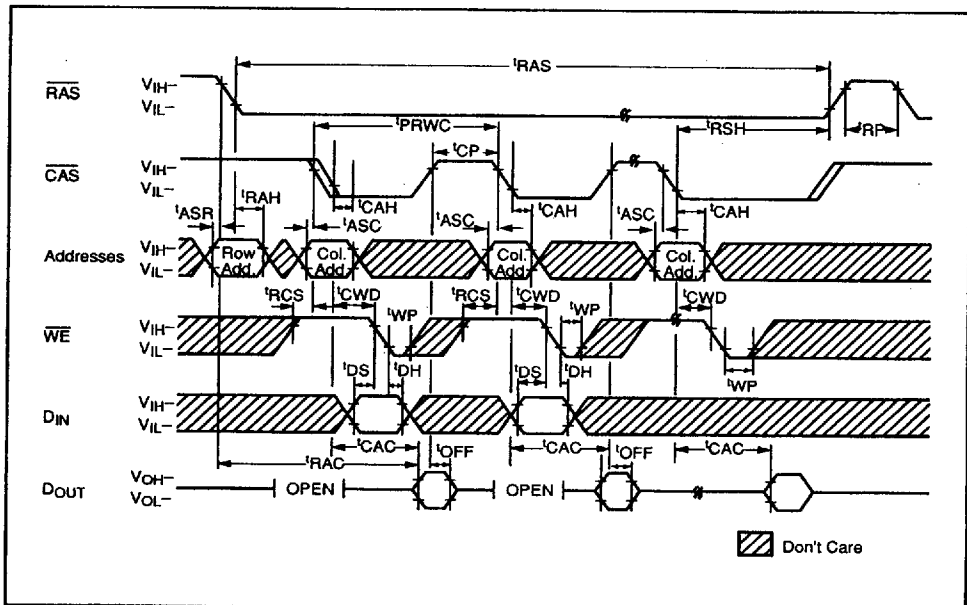 tRAS
RAS
VIH–
VIL–
tPRWC
tRSH
tRP
tCP
CAS
VIH–
VIL–
tRAH
tCAH
tCAH
tCAH
tASR
tASC
tASC
tASC
Addresses
VIH–
VIL–
Row Add.
Col. Add.
Col. Add.
Col. Add.
tRCS
tCWD
tRCS
tCWD
tCWD
tWP
tWP
WE
VIH–
VIL–
tWP
tDS
tDH
tDS
tDH
DIN
VIH–
VIL–
tCAC
tOFF
tCAC
tOFF
tCAC
tRAC
DOUT
VOH–
VOL–
OPEN
OPEN
Don't Care